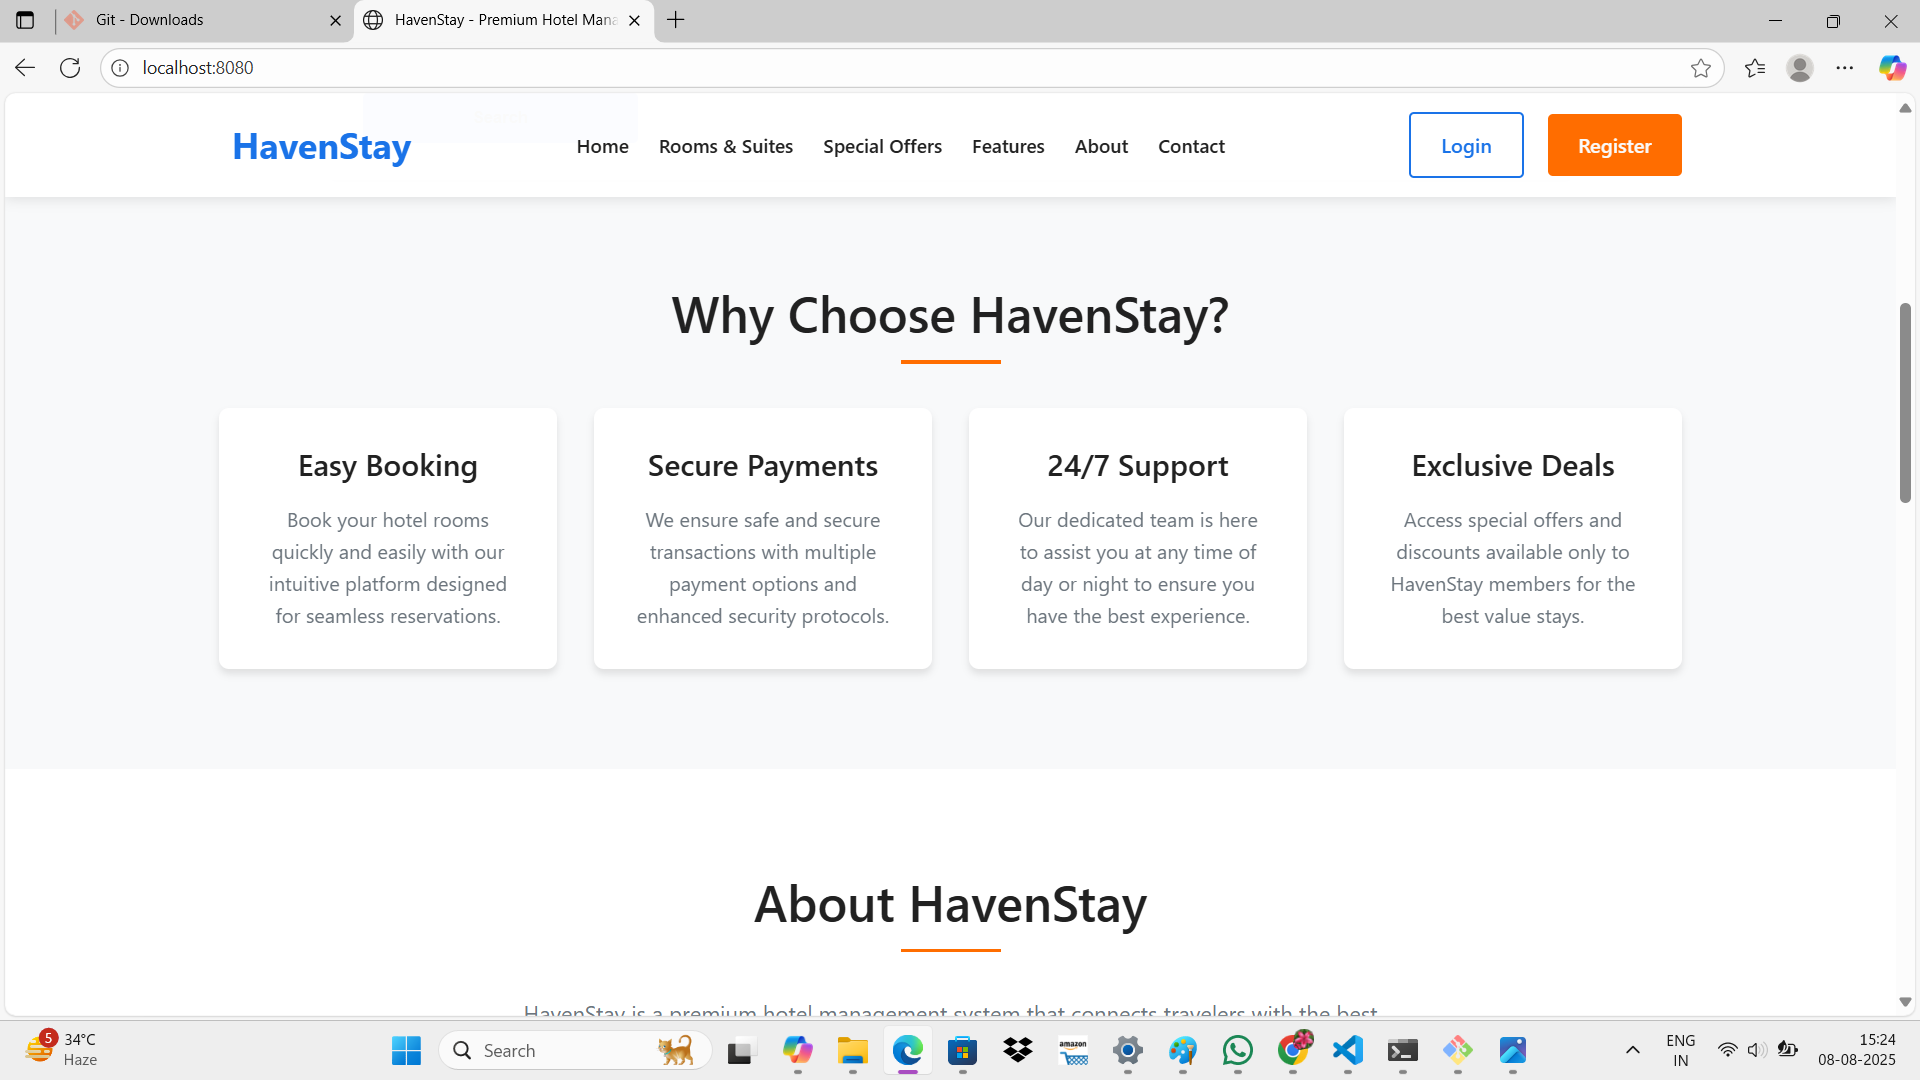 Git - Downloads
HavenStay - Premium Hotel Mana
localhost:8080
HavenStay
Home
Rooms & Suites
Special Offers
Features
About
Contact
Login
Register
Why Choose HavenStay?
Easy Booking
Book your hotel rooms
quickly and easily with our
intuitive platform designed
for seamless reservations.
Secure Payments
We ensure safe and secure
transactions with multiple
payment options and
enhanced security protocols.
24/7 Support
Our dedicated team is here
to assist you at any time of
day or night to ensure you
have the best experience.
Exclusive Deals
Access special offers and
discounts available only to
HavenStay members for the
best value stays.
About HavenStay
HavenStay is a premium hotel management system that connects travelers with the best
5
34°C
Haze
Search
amazon
ENG
IN
15:24
08-08-2025